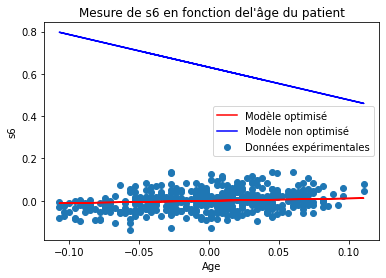 Mesure de s6 en fonction del'âge du patient
0.8
0.6
0.4
0.2
0.0
s6
Modèle optimisé
Modèle non optimisé
Données expérimentales
−0.10
−0.05
0.00
0.05
0.10
Age